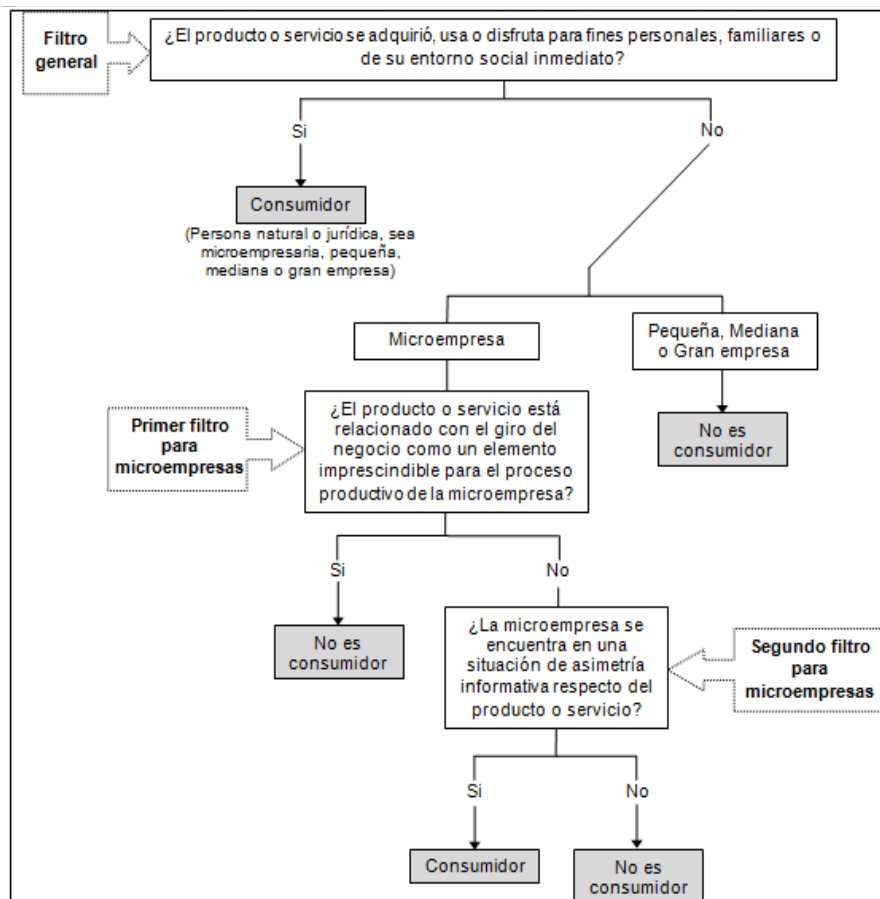 Filtro
general
¿El producto o servicio se adquirió, usa o disfruta para fines personales, familiares o
de su entorno social inmediato?
Si
No
Consumidor
(Persona natural o jurídica, sea
microempresaria, pequeña,
mediana o gran empresa)
Microempresa
Pequeña, Mediana
o Gran empresa
Primer filtro
para
microempresas
¿El producto o servicio está
relacionado con el giro del
negocio como un elemento
imprescindible para el proceso
productivo de la microempresa?
No es
consumidor
Si
No
No es
consumidor
¿La microempresa se
encuentra en una
situación de asimetría
informativa respecto del
producto o servicio?
Segundo filtro
para
microempresas
Si
No
Consumidor
No es
consumidor